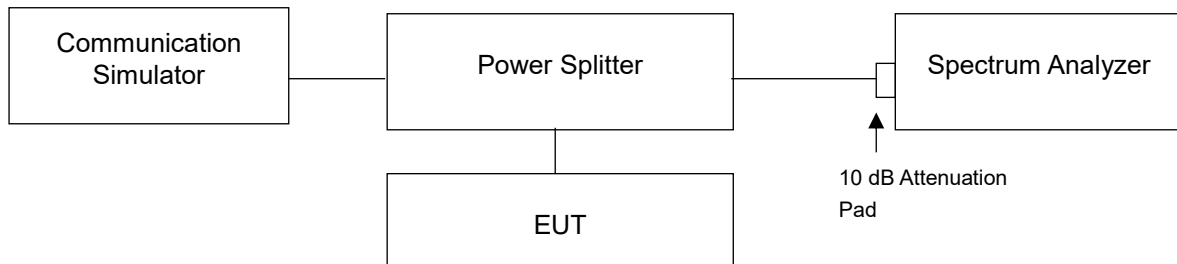 Communication
Simulator
Power Splitter
Spectrum Analyzer
10 dB Attenuation
Pad
EUT